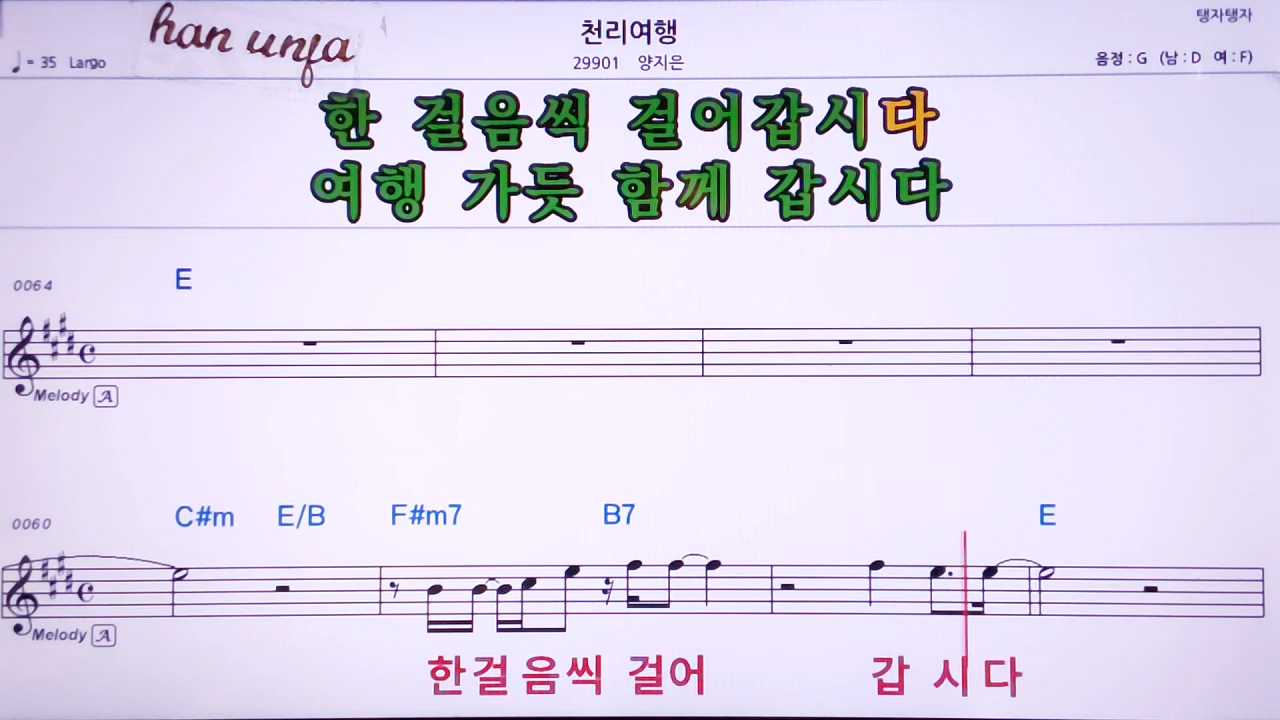 han unja
천리여행
탱자탱자
♩ = 35 Largo
29901 양지은
음정 : G (남 : D 여 : F)
한 걸음씩 걸어갑시다
여행 가듯 함께 갑시다
0064
E
Melody A
0060
C#m E/B F#m7 B7 E
Melody A
한걸음씩 걸어 갑 시다